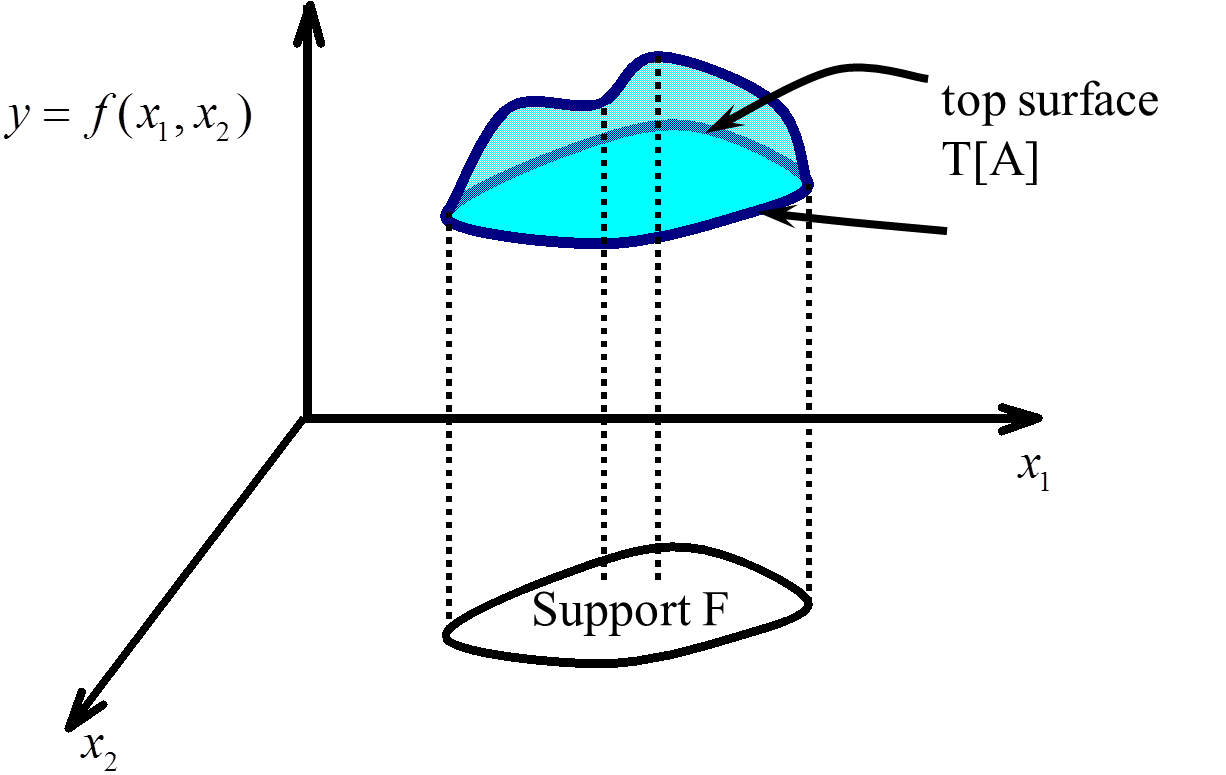 y = f(x₁, x₂)
top surface
T[A]
x₁
Support F
x₂